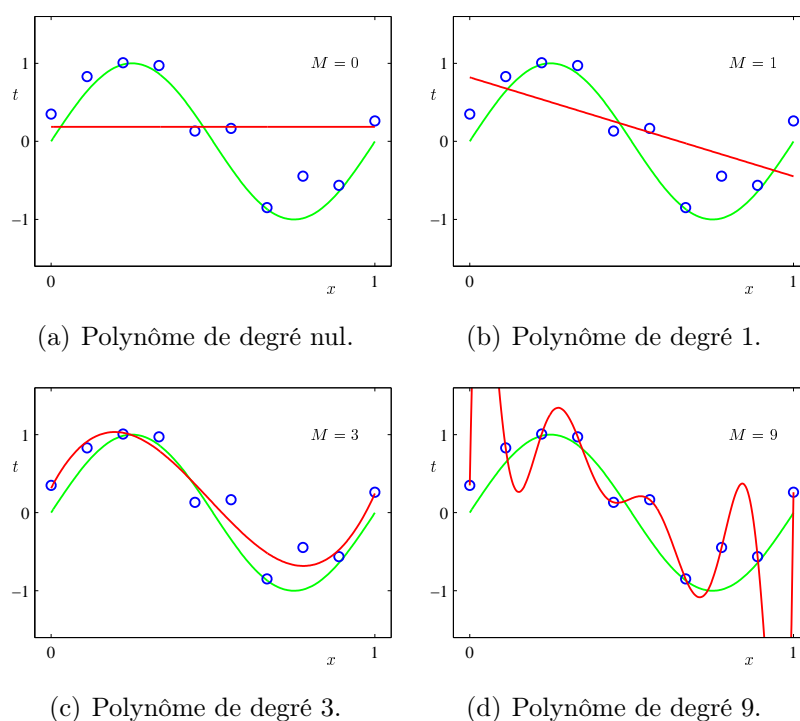 M = 0
1
t
0
−1
0
x
1
(a) Polynôme de degré nul.
M = 1
1
t
0
−1
0
x
1
(b) Polynôme de degré 1.
M = 3
1
t
0
−1
0
x
1
(c) Polynôme de degré 3.
M = 9
1
t
0
−1
0
x
1
(d) Polynôme de degré 9.